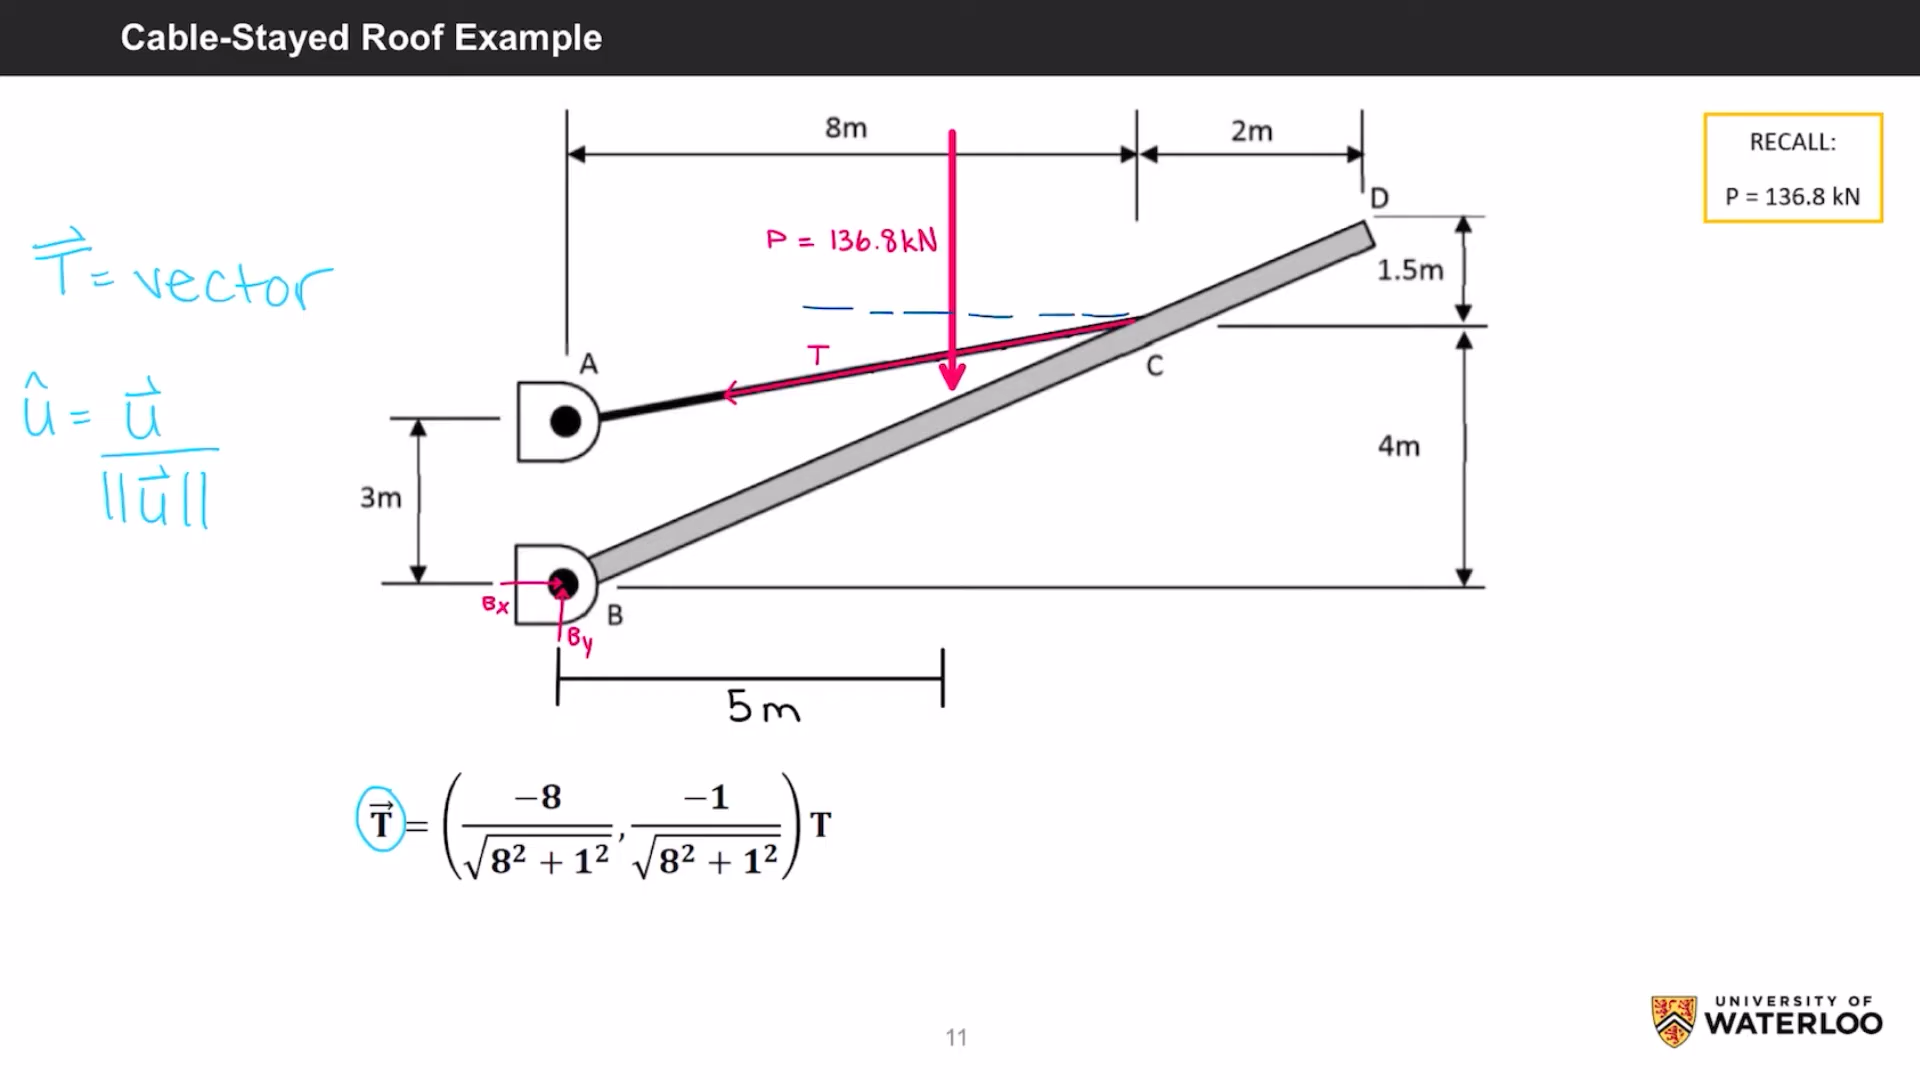 Cable-Stayed Roof Example
8m
2m
RECALL:
P = 136.8 kN
D
P = 136.8kN
1.5m
T⃗ = vector
T
A
C
û = u⃗
||u⃗||
4m
3m
Bx
B
By
5m
T⃗ = (−8/√(8² + 1²), −1/√(8² + 1²)) T
11
UNIVERSITY OF
WATERLOO